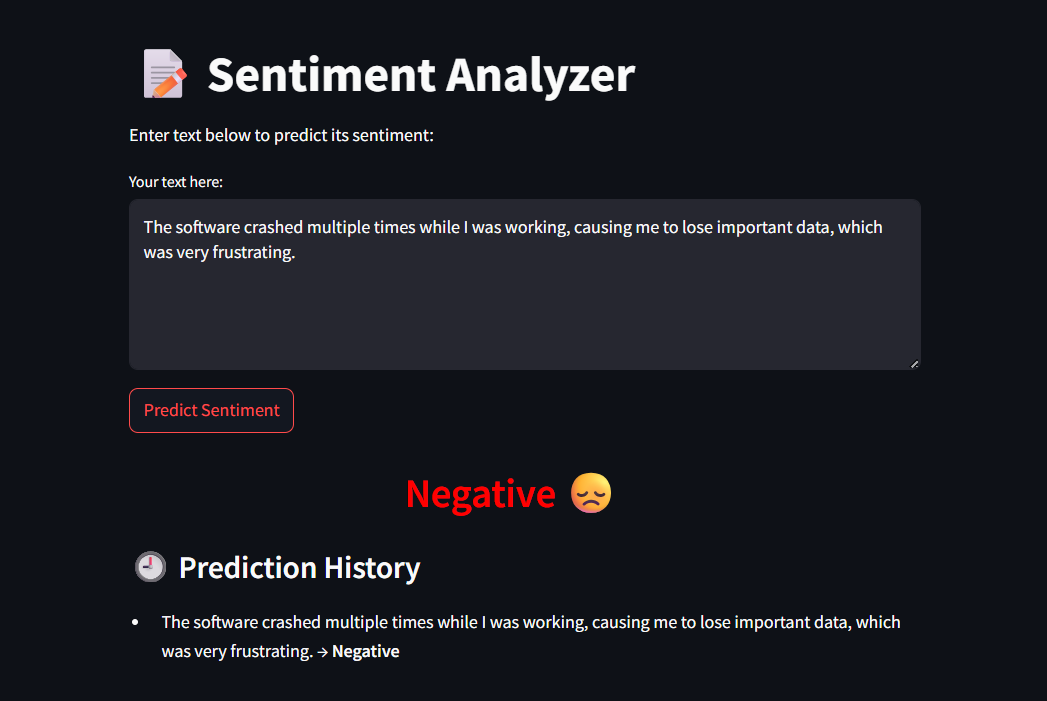 Sentiment Analyzer
Enter text below to predict its sentiment:
Your text here:
The software crashed multiple times while I was working, causing me to lose important data, which
was very frustrating.
Predict Sentiment
Negative 😞
Prediction History
• The software crashed multiple times while I was working, causing me to lose important data, which
was very frustrating. → Negative